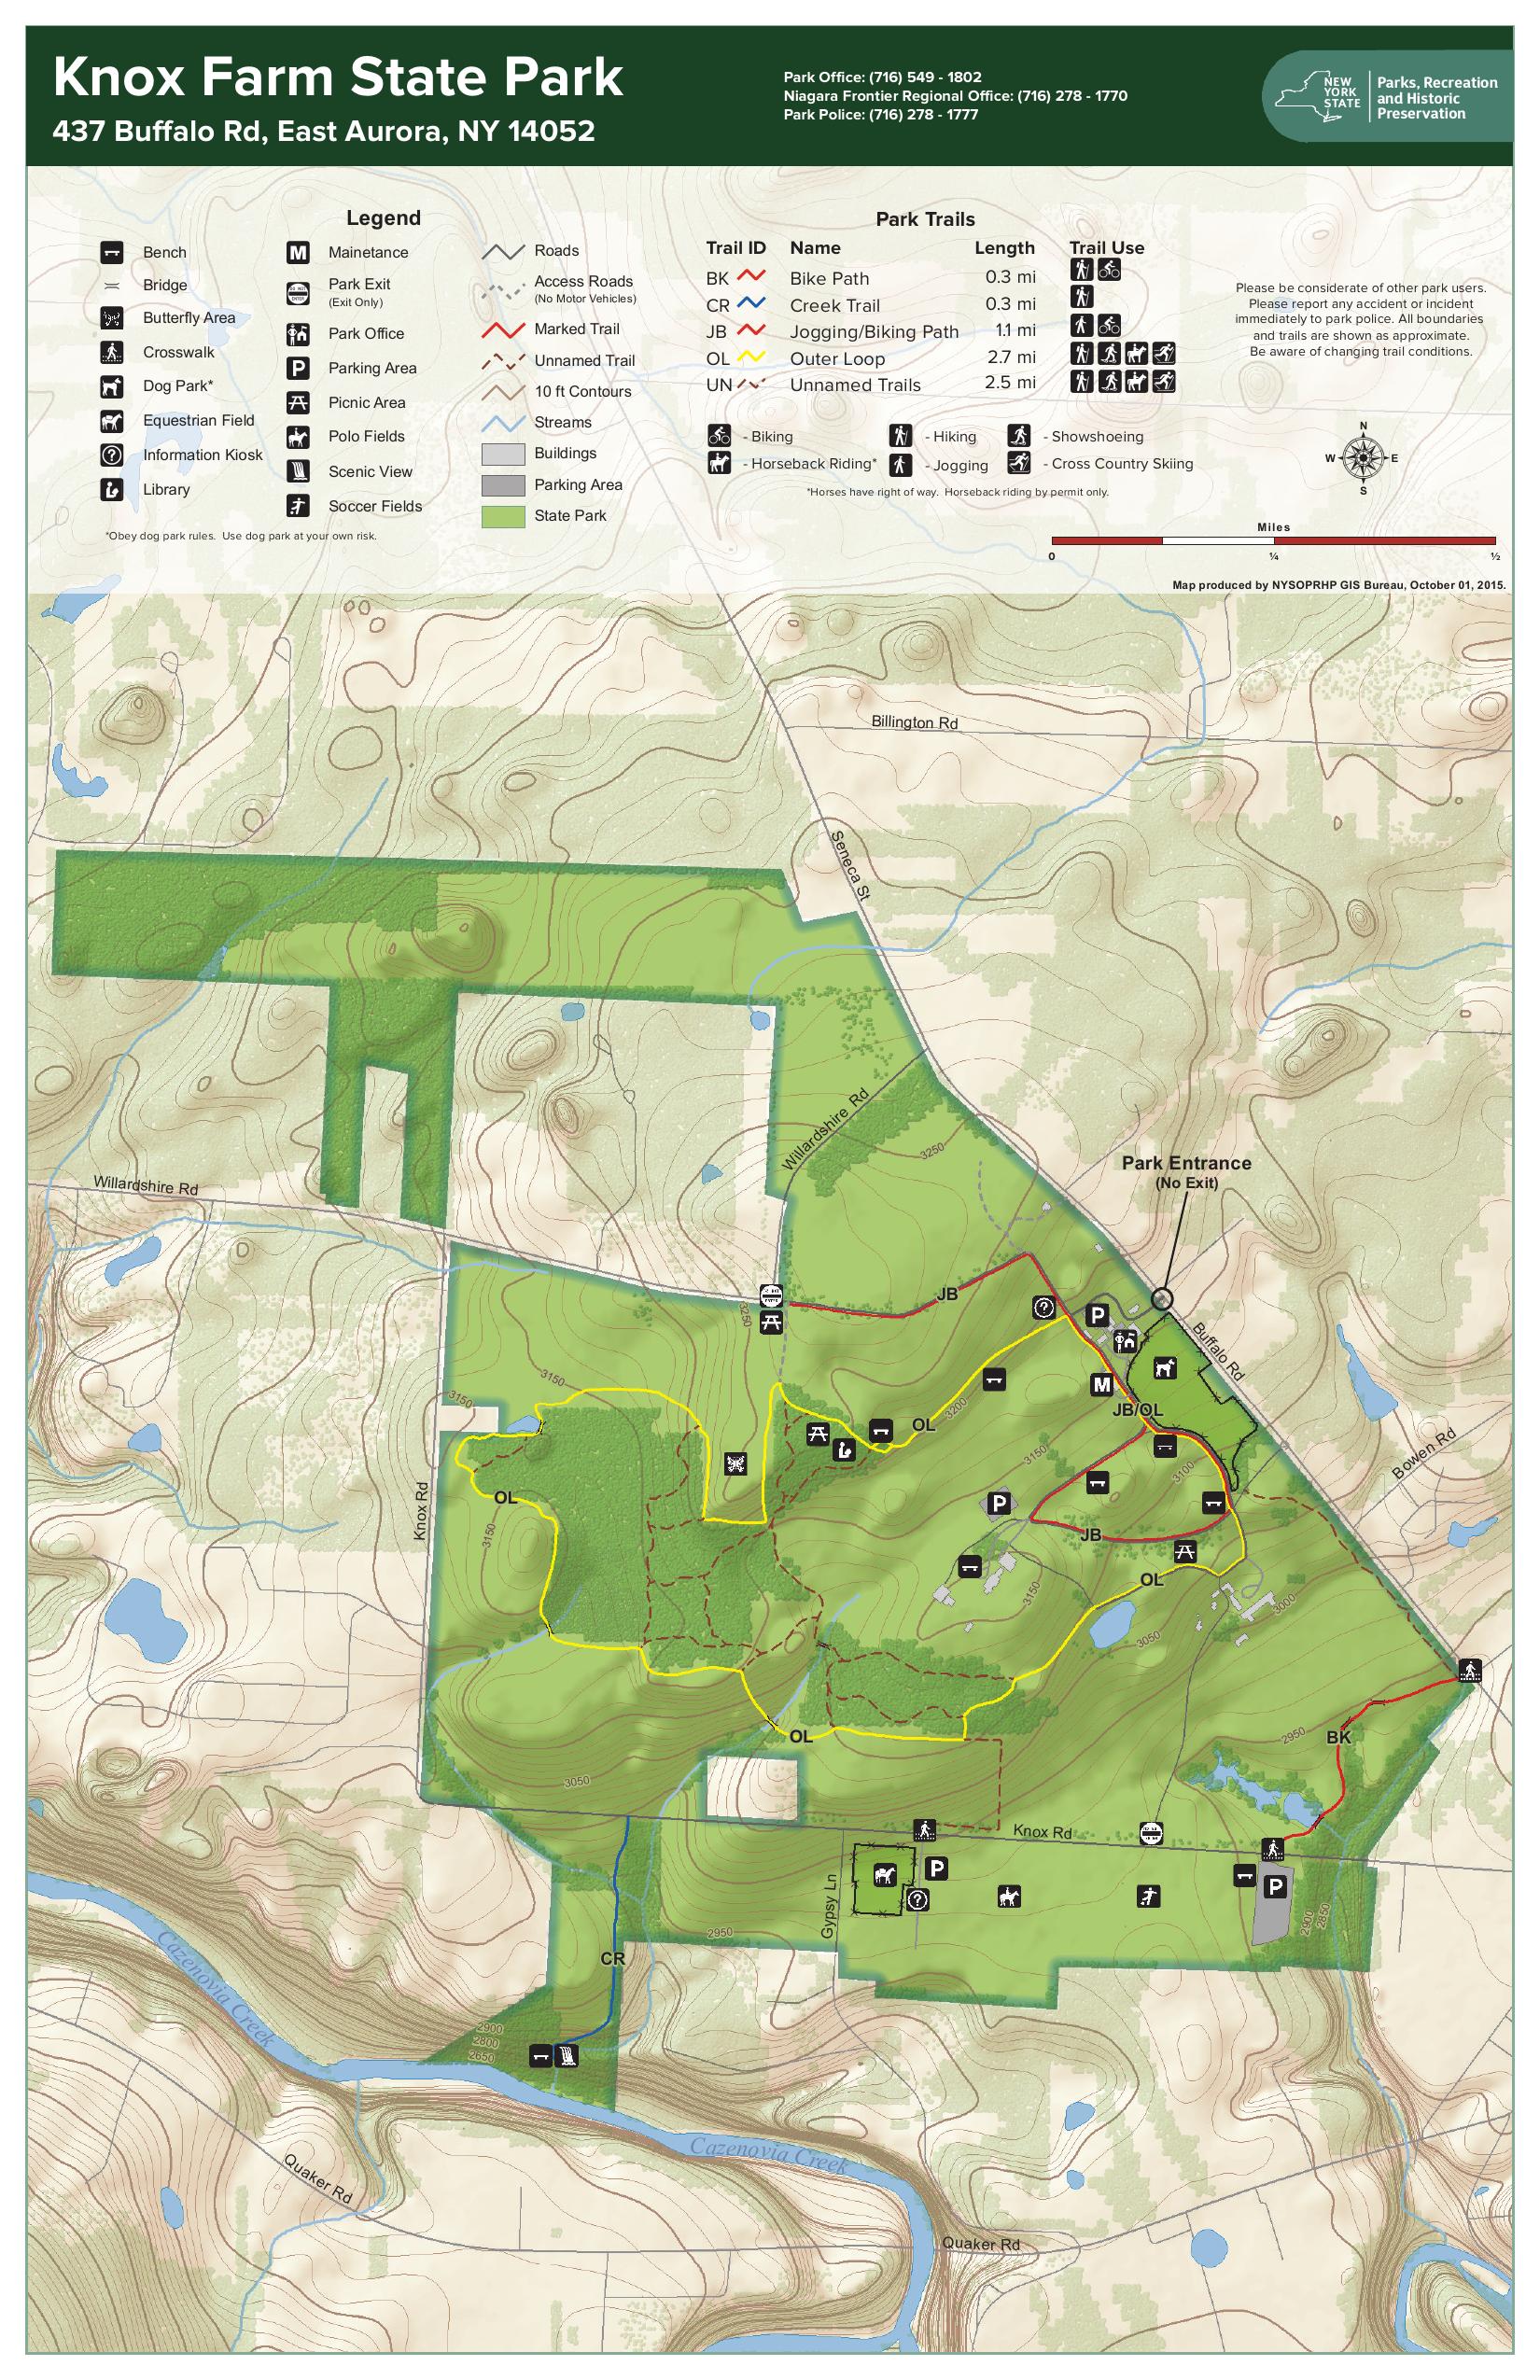 Knox Farm State Park
437 Buffalo Rd, East Aurora, NY 14052
Park Office: (716) 549 - 1802
Niagara Frontier Regional Office: (716) 278 - 1770
Park Police: (716) 278 - 1777
NEW
YORK
STATE
Parks, Recreation
and Historic
Preservation
Legend
Bench
Bridge
Butterfly Area
Crosswalk
Dog Park*
Equestrian Field
Information Kiosk
Library
M
Mainetance
Park Exit
(Exit Only)
Park Office
P
Parking Area
Picnic Area
Polo Fields
Scenic View
Soccer Fields
Roads
Access Roads
(No Motor Vehicles)
Marked Trail
Unnamed Trail
10 ft Contours
Streams
Buildings
Parking Area
State Park
*Obey dog park rules. Use dog park at your own risk.
Park Trails
Trail ID Name Length Trail Use
BK Bike Path 0.3 mi
CR Creek Trail 0.3 mi
JB Jogging/Biking Path 1.1 mi
OL Outer Loop 2.7 mi
UN Unnamed Trails 2.5 mi
- Biking
- Hiking
- Showshoeing
- Horseback Riding*
- Jogging
- Cross Country Skiing
*Horses have right of way. Horseback riding by permit only.
Please be considerate of other park users.
Please report any accident or incident
immediately to park police. All boundaries
and trails are shown as approximate.
Be aware of changing trail conditions.
N
W
E
S
Miles
0
¼
½
Map produced by NYSOPRHP GIS Bureau, October 01, 2015.
Billington Rd
Seneca St
Willardshire Rd
3250
Park Entrance
(No Exit)
Willardshire Rd
JB
3250
P
Buffalo Rd
3150
3150
M
JB/OL
OL
3200
3150
Bowen Rd
3100
OL
Knox Rd
3150
P
JB
OL
3150
3000
3050
OL
BK
2950
3050
Knox Rd
P
P
Gypsy Ln
2900
2850
2950
CR
Cazenovia Creek
2900
2800
2650
Cazenovia Creek
Quaker Rd
Quaker Rd